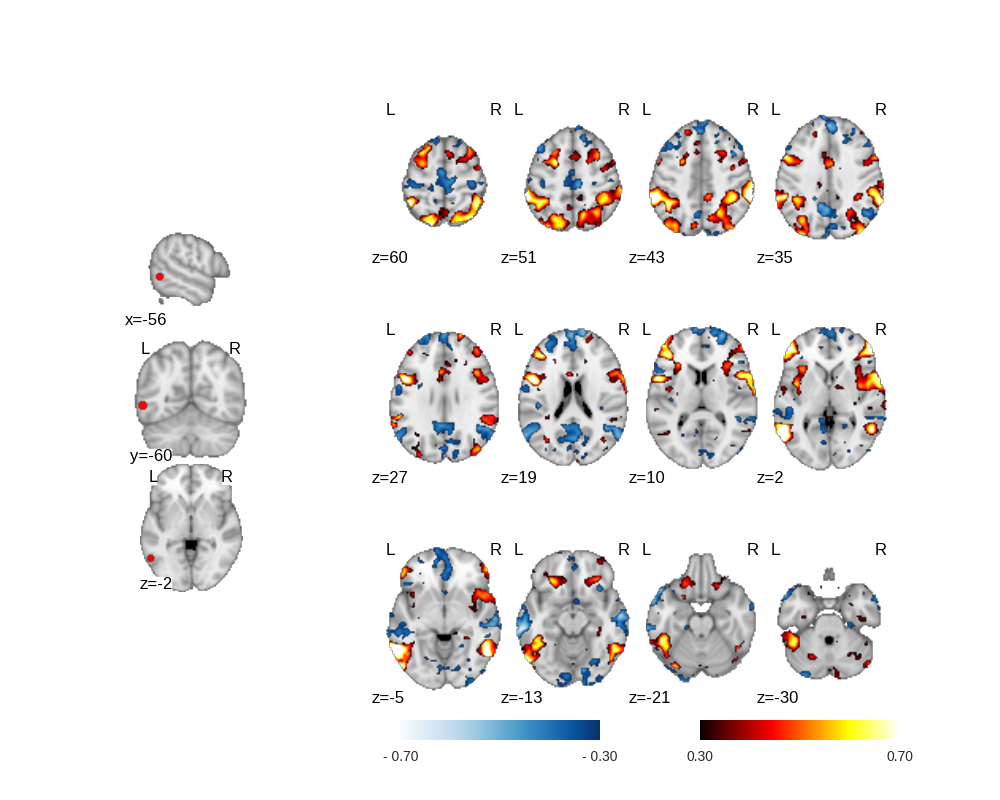 L R L R L R L R
z=60 z=51 z=43 z=35
x=-56
L R
y=-60
L R
z=-2
L R L R L R L R
z=27 z=19 z=10 z=2
L R L R L R L R
z=-5 z=-13 z=-21 z=-30
- 0.70 - 0.30 0.30 0.70